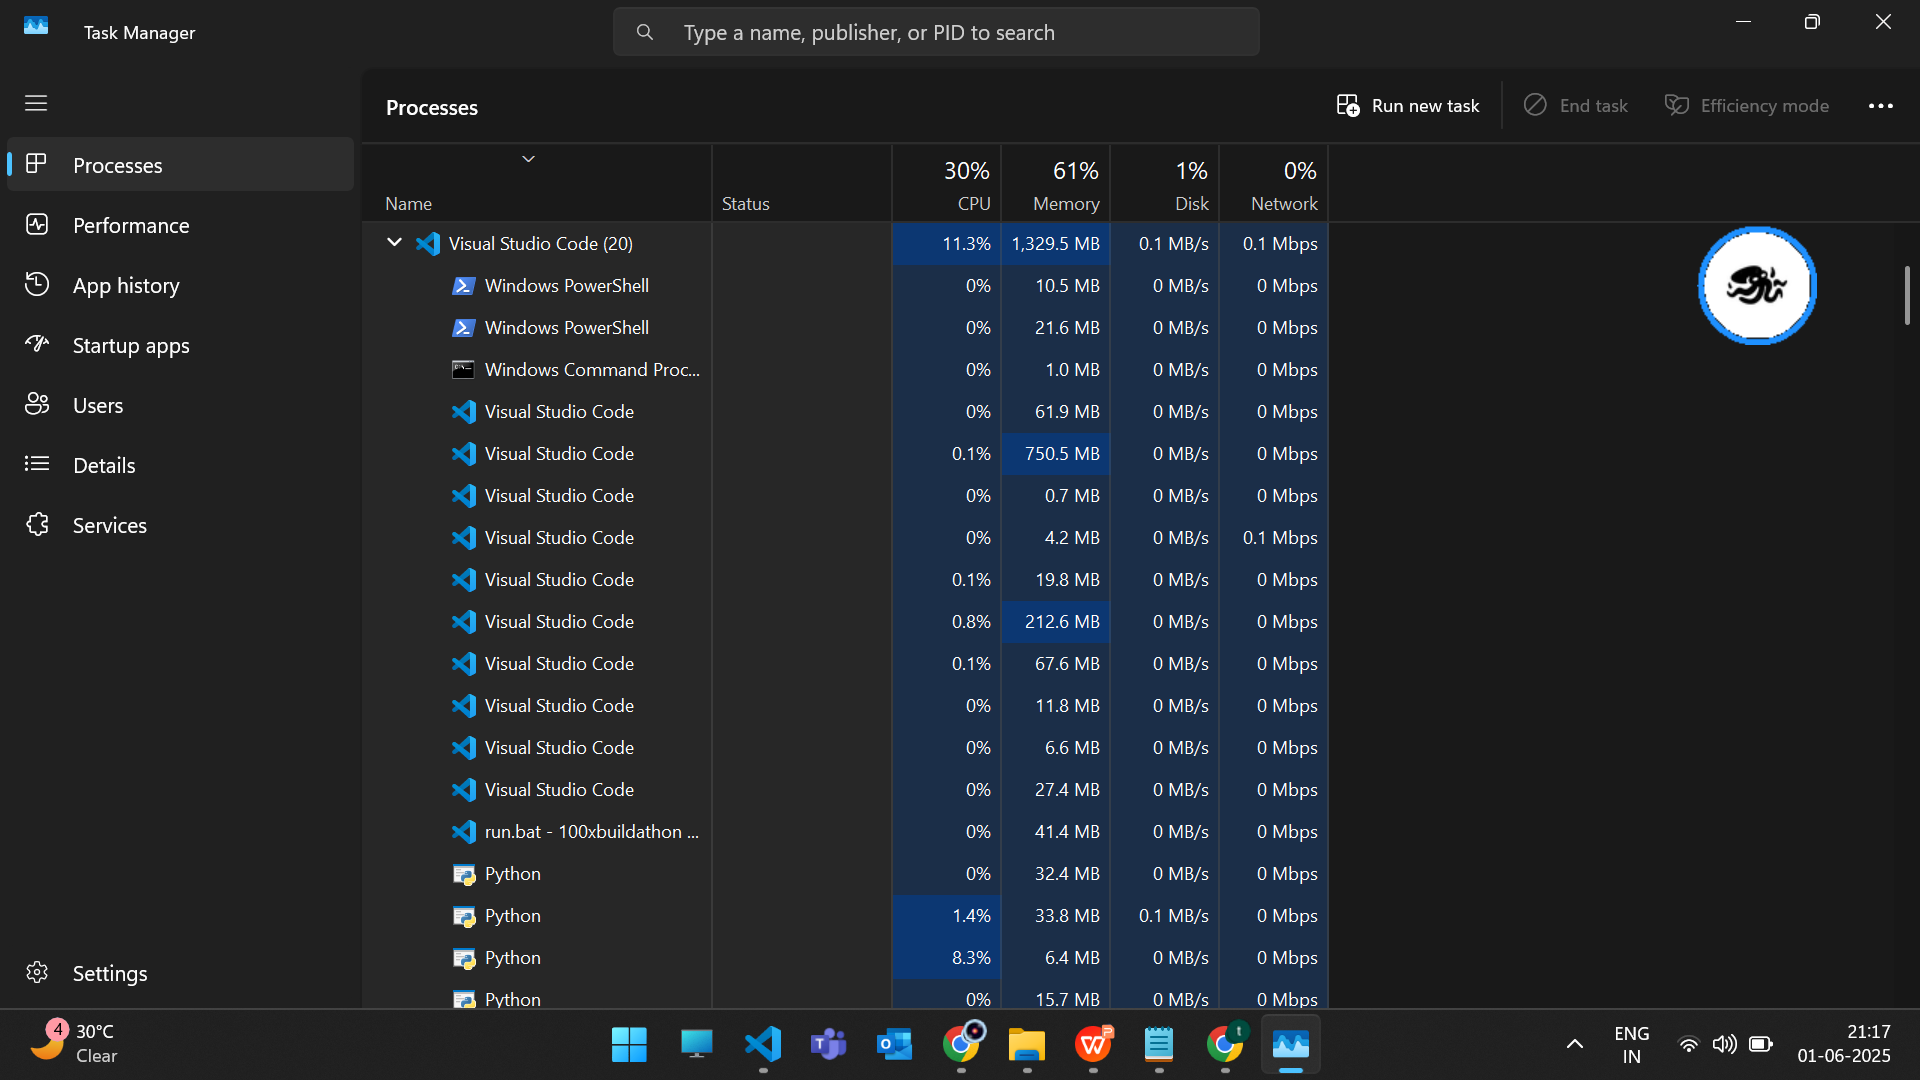 Task Manager
Type a name, publisher, or PID to search
Processes
Performance
App history
Startup apps
Users
Details
Services
Settings
Processes
Run new task
End task
Efficiency mode
30% 61% 1% 0%
Name Status CPU Memory Disk Network
Visual Studio Code (20) 11.3% 1,329.5 MB 0.1 MB/s 0.1 Mbps
Windows PowerShell 0% 10.5 MB 0 MB/s 0 Mbps
Windows PowerShell 0% 21.6 MB 0 MB/s 0 Mbps
Windows Command Proc... 0% 1.0 MB 0 MB/s 0 Mbps
Visual Studio Code 0% 61.9 MB 0 MB/s 0 Mbps
Visual Studio Code 0.1% 750.5 MB 0 MB/s 0 Mbps
Visual Studio Code 0% 0.7 MB 0 MB/s 0 Mbps
Visual Studio Code 0% 4.2 MB 0 MB/s 0.1 Mbps
Visual Studio Code 0.1% 19.8 MB 0 MB/s 0 Mbps
Visual Studio Code 0.8% 212.6 MB 0 MB/s 0 Mbps
Visual Studio Code 0.1% 67.6 MB 0 MB/s 0 Mbps
Visual Studio Code 0% 11.8 MB 0 MB/s 0 Mbps
Visual Studio Code 0% 6.6 MB 0 MB/s 0 Mbps
Visual Studio Code 0% 27.4 MB 0 MB/s 0 Mbps
run.bat - 100xbuildathon ... 0% 41.4 MB 0 MB/s 0 Mbps
Python 0% 32.4 MB 0 MB/s 0 Mbps
Python 1.4% 33.8 MB 0.1 MB/s 0 Mbps
Python 8.3% 6.4 MB 0 MB/s 0 Mbps
Python 0% 15.7 MB 0 MB/s 0 Mbps
4
30°C
Clear
t
ENG
IN
21:17
01-06-2025